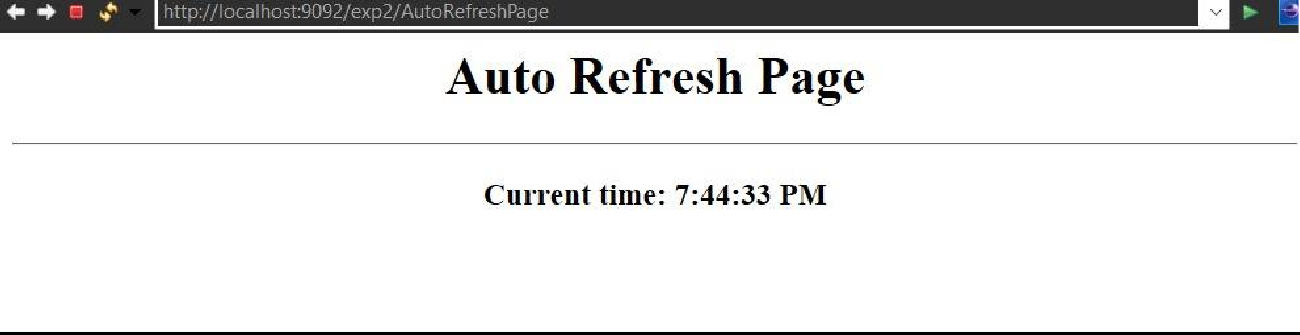 http://localhost:9092/exp2/AutoRefreshPage
Auto Refresh Page
Current time: 7:44:33 PM